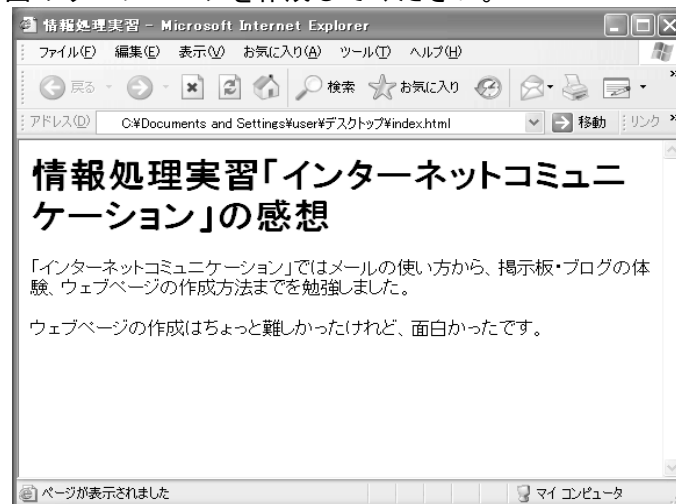 情報処理実習 - Microsoft Internet Explorer
ファイル(F) 編集(E) 表示(V) お気に入り(A) ツール(T) ヘルプ(H)
戻る 検索 お気に入り
アドレス(D) C:¥Documents and Settings¥user¥デスクトップ¥index.html 移動 リンク
情報処理実習「インターネットコミュニ
ケーション」の感想
「インターネットコミュニケーション」ではメールの使い方から、掲示板・ブログの体
験、ウェブページの作成方法までを勉強しました。
ウェブページの作成はちょっと難しかったけれど、面白かったです。
ページが表示されました マイ コンピュータ